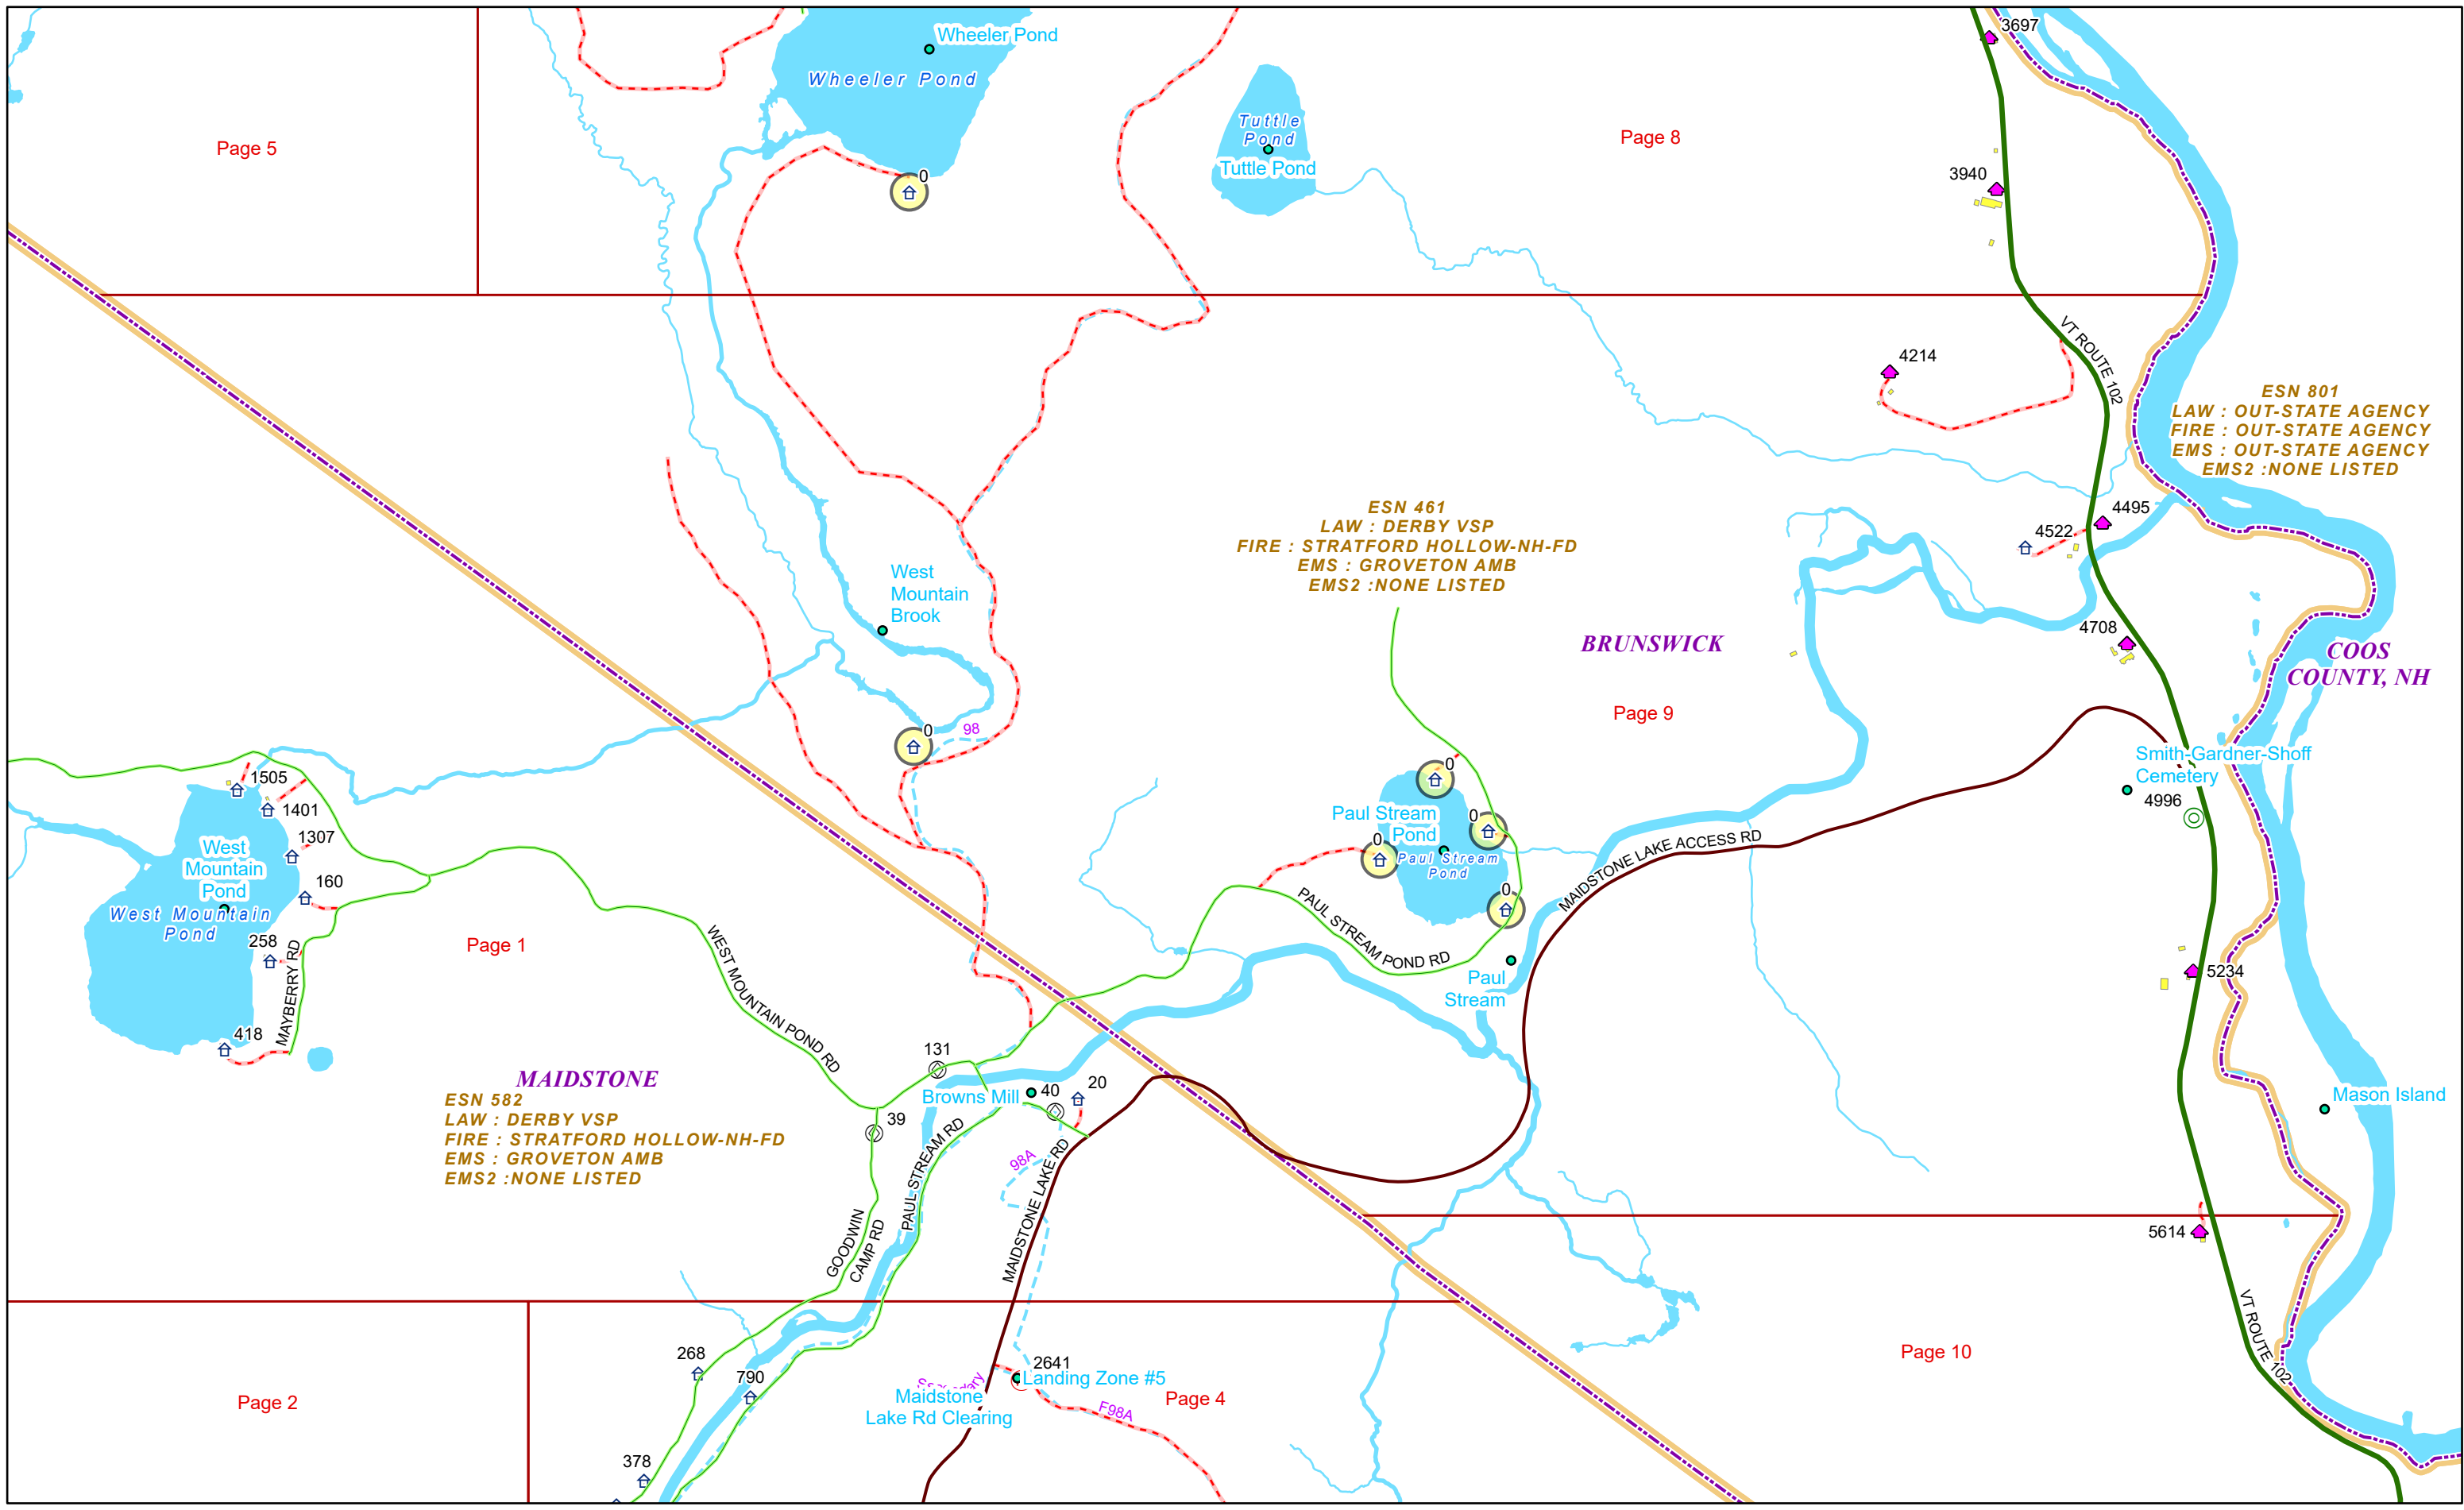 3697
Wheeler Pond
Wheeler Pond
Tuttle
Pond
Tuttle Pond
Page 5
Page 8
0
3940
VT ROUTE 102
4214
ESN 801
LAW : OUT-STATE AGENCY
FIRE : OUT-STATE AGENCY
EMS : OUT-STATE AGENCY
EMS2 :NONE LISTED
ESN 461
LAW : DERBY VSP
FIRE : STRATFORD HOLLOW-NH-FD
EMS : GROVETON AMB
EMS2 :NONE LISTED
4495
4522
West
Mountain
Brook
4708
BRUNSWICK
COOS
COUNTY, NH
Page 9
0
98
Smith-Gardner-Shoff
Cemetery
4996
1505
1401
1307
160
258
418
West
Mountain
Pond
West Mountain
Pond
MAYBERRY RD
Page 1
0
0
0
0
Paul Stream
Pond
Paul Stream
Pond
MAIDSTONE LAKE ACCESS RD
PAUL STREAM POND RD
Paul
Stream
WEST MOUNTAIN POND RD
5234
MAIDSTONE
ESN 582
LAW : DERBY VSP
FIRE : STRATFORD HOLLOW-NH-FD
EMS : GROVETON AMB
EMS2 :NONE LISTED
131
39
Browns Mill
40
20
Mason Island
98A
PAUL STREAM RD
MAIDSTONE LAKE RD
GOODWIN
CAMP RD
5614
VT ROUTE 102
268
790
378
2641
Landing Zone #5
Maidstone
Lake Rd Clearing
F98A
Page 2
Page 4
Page 10